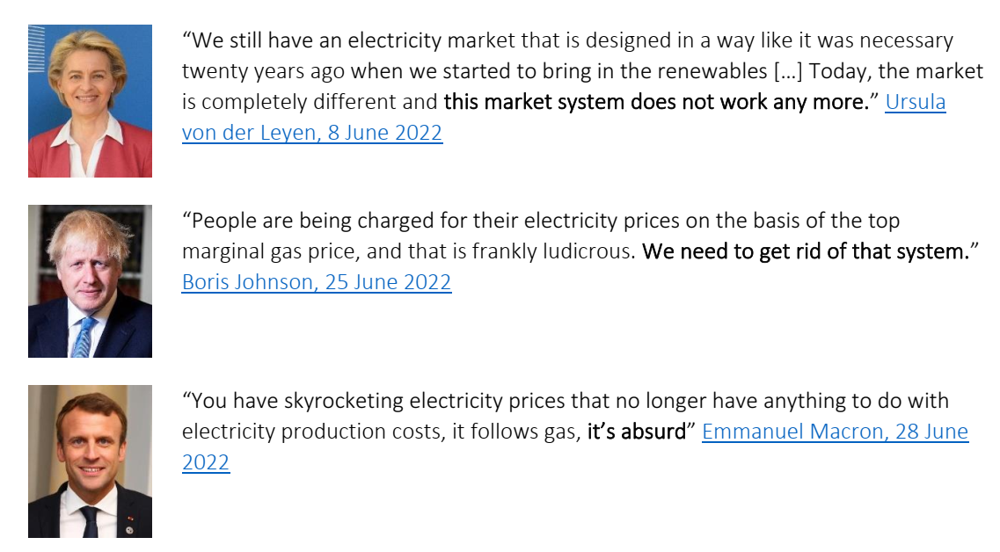 “We still have an electricity market that is designed in a way like it was necessary
twenty years ago when we started to bring in the renewables […] Today, the market
is completely different and this market system does not work any more.” Ursula
von der Leyen, 8 June 2022
“People are being charged for their electricity prices on the basis of the top
marginal gas price, and that is frankly ludicrous. We need to get rid of that system.”
Boris Johnson, 25 June 2022
“You have skyrocketing electricity prices that no longer have anything to do with
electricity production costs, it follows gas, it’s absurd” Emmanuel Macron, 28 June
2022